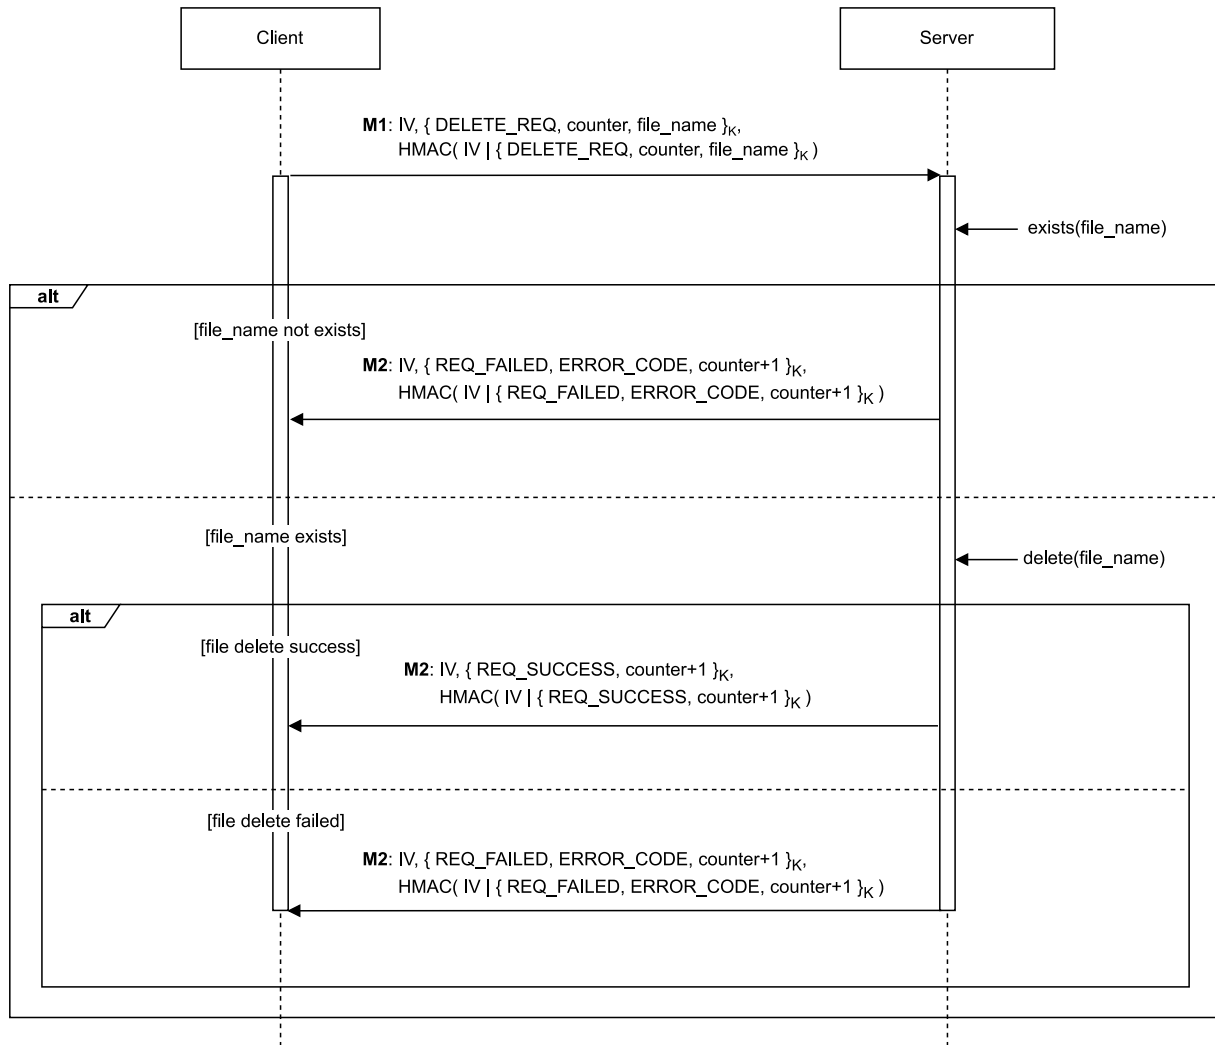 Client
Server
M1: IV, { DELETE_REQ, counter, file_name }K,
HMAC( IV | { DELETE_REQ, counter, file_name }K )
exists(file_name)
alt
[file_name not exists]
M2: IV, { REQ_FAILED, ERROR_CODE, counter+1 }K,
HMAC( IV | { REQ_FAILED, ERROR_CODE, counter+1 }K )
[file_name exists]
delete(file_name)
alt
[file delete success]
M2: IV, { REQ_SUCCESS, counter+1 }K,
HMAC( IV | { REQ_SUCCESS, counter+1 }K )
[file delete failed]
M2: IV, { REQ_FAILED, ERROR_CODE, counter+1 }K,
HMAC( IV | { REQ_FAILED, ERROR_CODE, counter+1 }K )